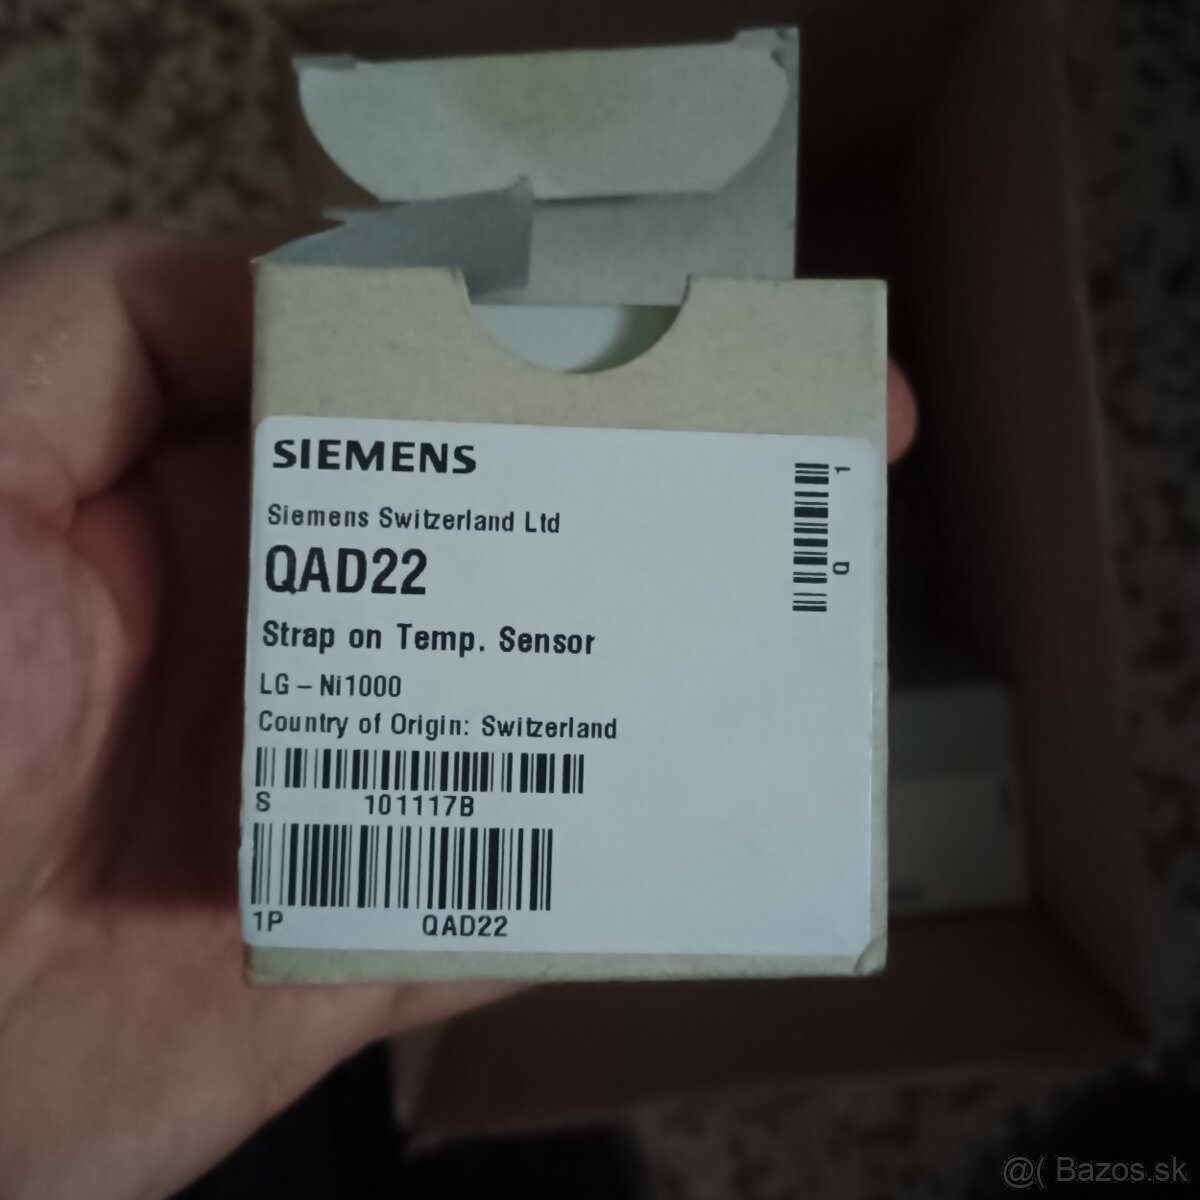 SIEMENS
Siemens Switzerland Ltd
QAD22
Strap on Temp. Sensor
LG – Ni1000
Country of Origin: Switzerland
S 101117B
1P QAD22
Q 1
@( Bazos.sk